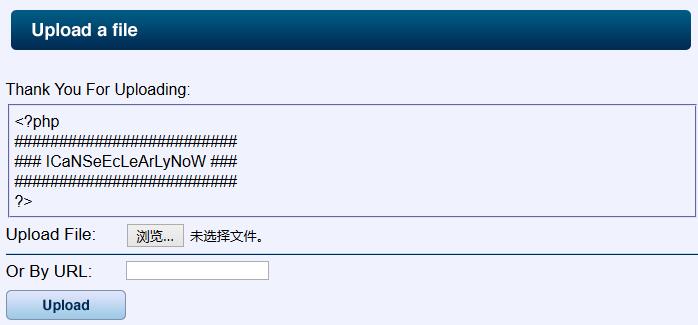 Upload a file
Thank You For Uploading:
<?php
#########################
### ICaNSeEcLeArLyNoW ###
#########################
?>
Upload File: 浏览... 未选择文件。
Or By URL:
Upload